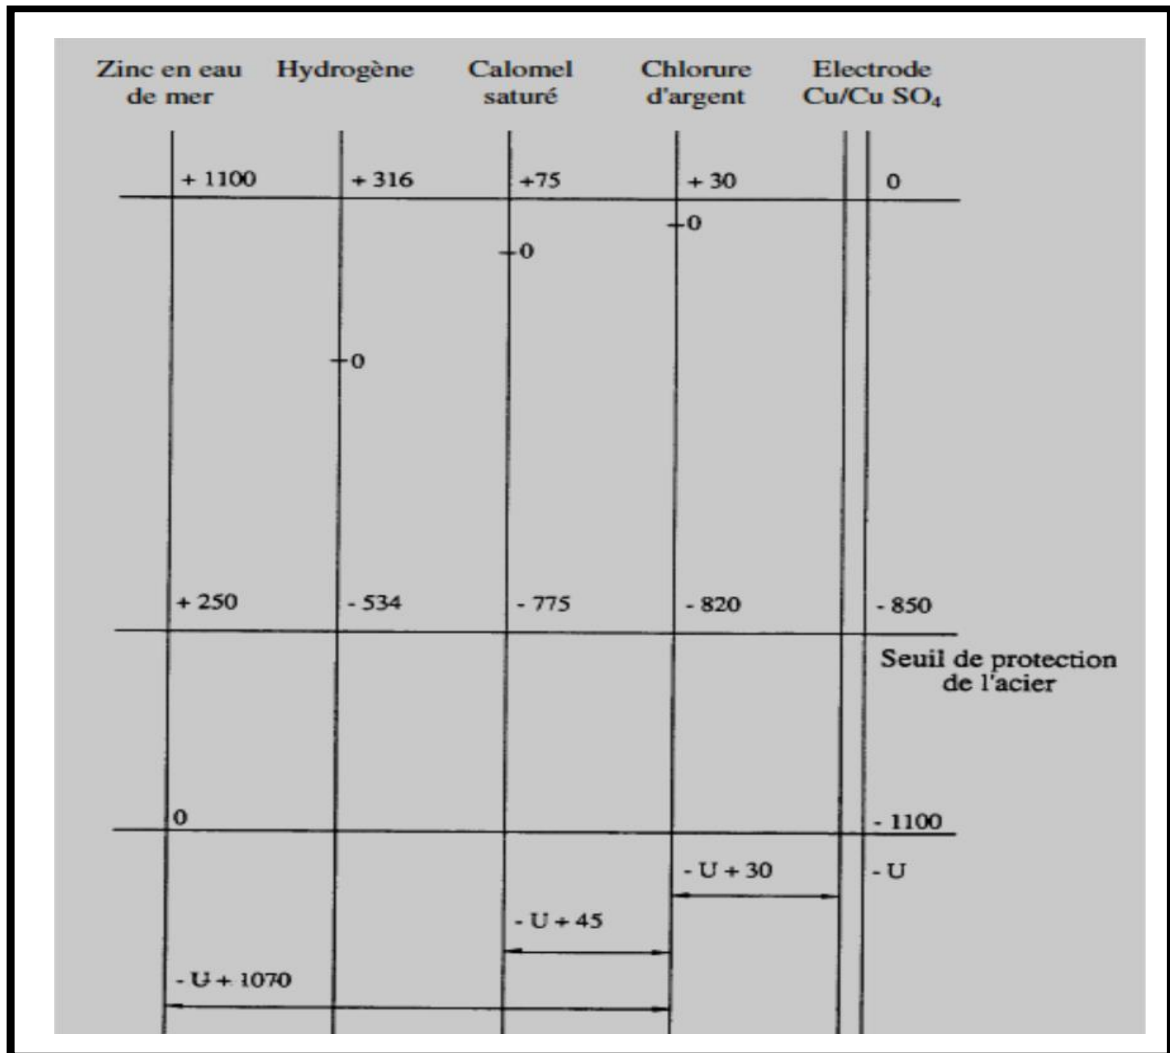 Zinc en eau de mer
Hydrogène
Calomel saturé
Chlorure d'argent
Electrode Cu/Cu SO₄
+ 1100
+ 316
+75
+ 30
0
0
0
0
+ 250
- 534
- 775
- 820
- 850
Seuil de protection
de l'acier
0
- 1100
- U + 30
- U
- U + 45
- U + 1070